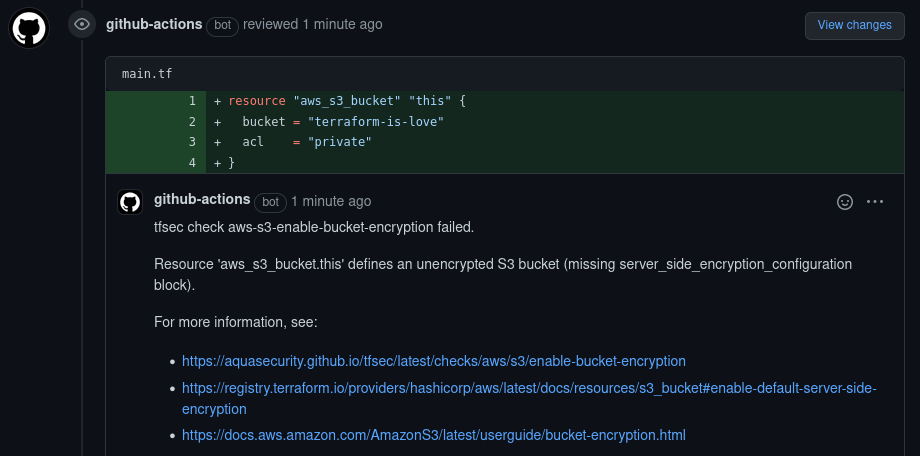 github-actions bot reviewed 1 minute ago View changes
main.tf
1 + resource "aws_s3_bucket" "this" {
2 +   bucket = "terraform-is-love"
3 +   acl    = "private"
4 + }
github-actions bot 1 minute ago
tfsec check aws-s3-enable-bucket-encryption failed.
Resource 'aws_s3_bucket.this' defines an unencrypted S3 bucket (missing server_side_encryption_configuration
block).
For more information, see:
• https://aquasecurity.github.io/tfsec/latest/checks/aws/s3/enable-bucket-encryption
• https://registry.terraform.io/providers/hashicorp/aws/latest/docs/resources/s3_bucket#enable-default-server-side-
encryption
• https://docs.aws.amazon.com/AmazonS3/latest/userguide/bucket-encryption.html